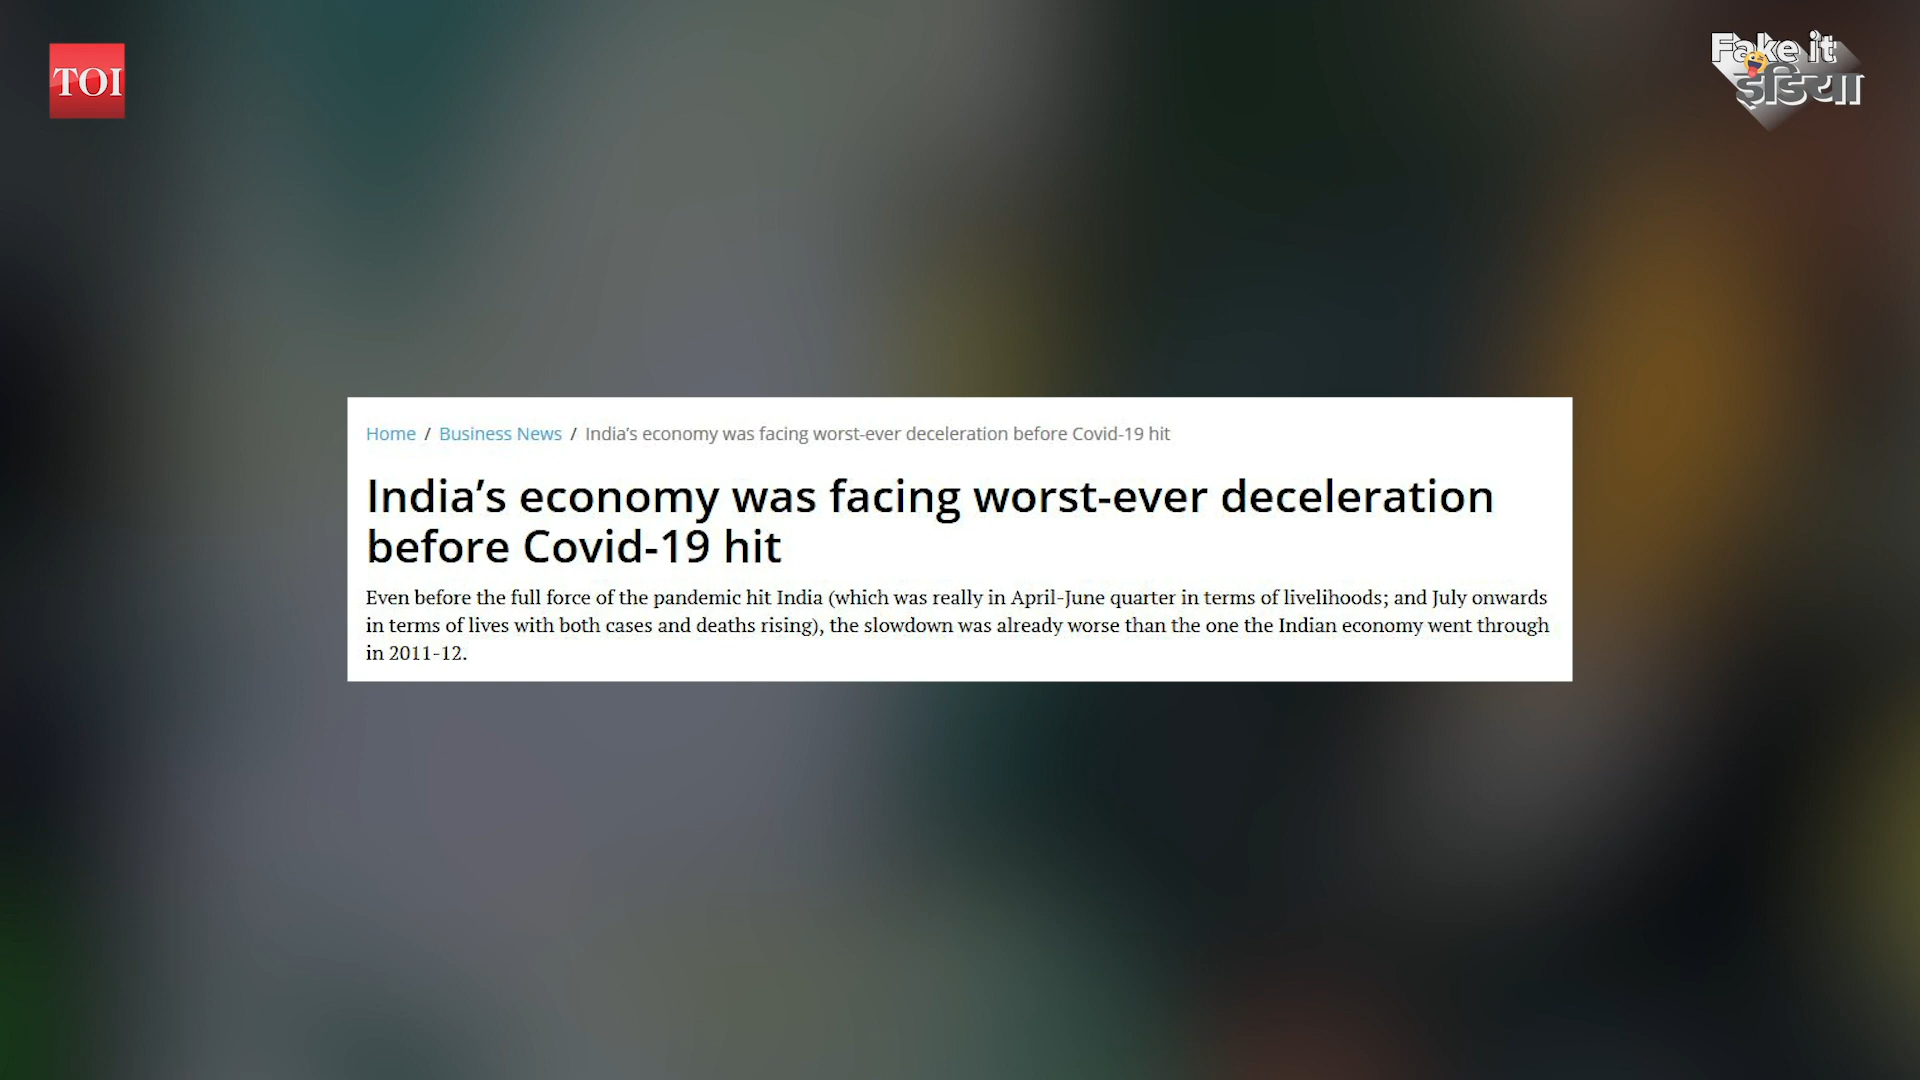 TOI
Fake it
इंडिया
Home / Business News / India’s economy was facing worst-ever deceleration before Covid-19 hit
India’s economy was facing worst-ever deceleration
before Covid-19 hit
Even before the full force of the pandemic hit India (which was really in April-June quarter in terms of livelihoods; and July onwards
in terms of lives with both cases and deaths rising), the slowdown was already worse than the one the Indian economy went through
in 2011-12.